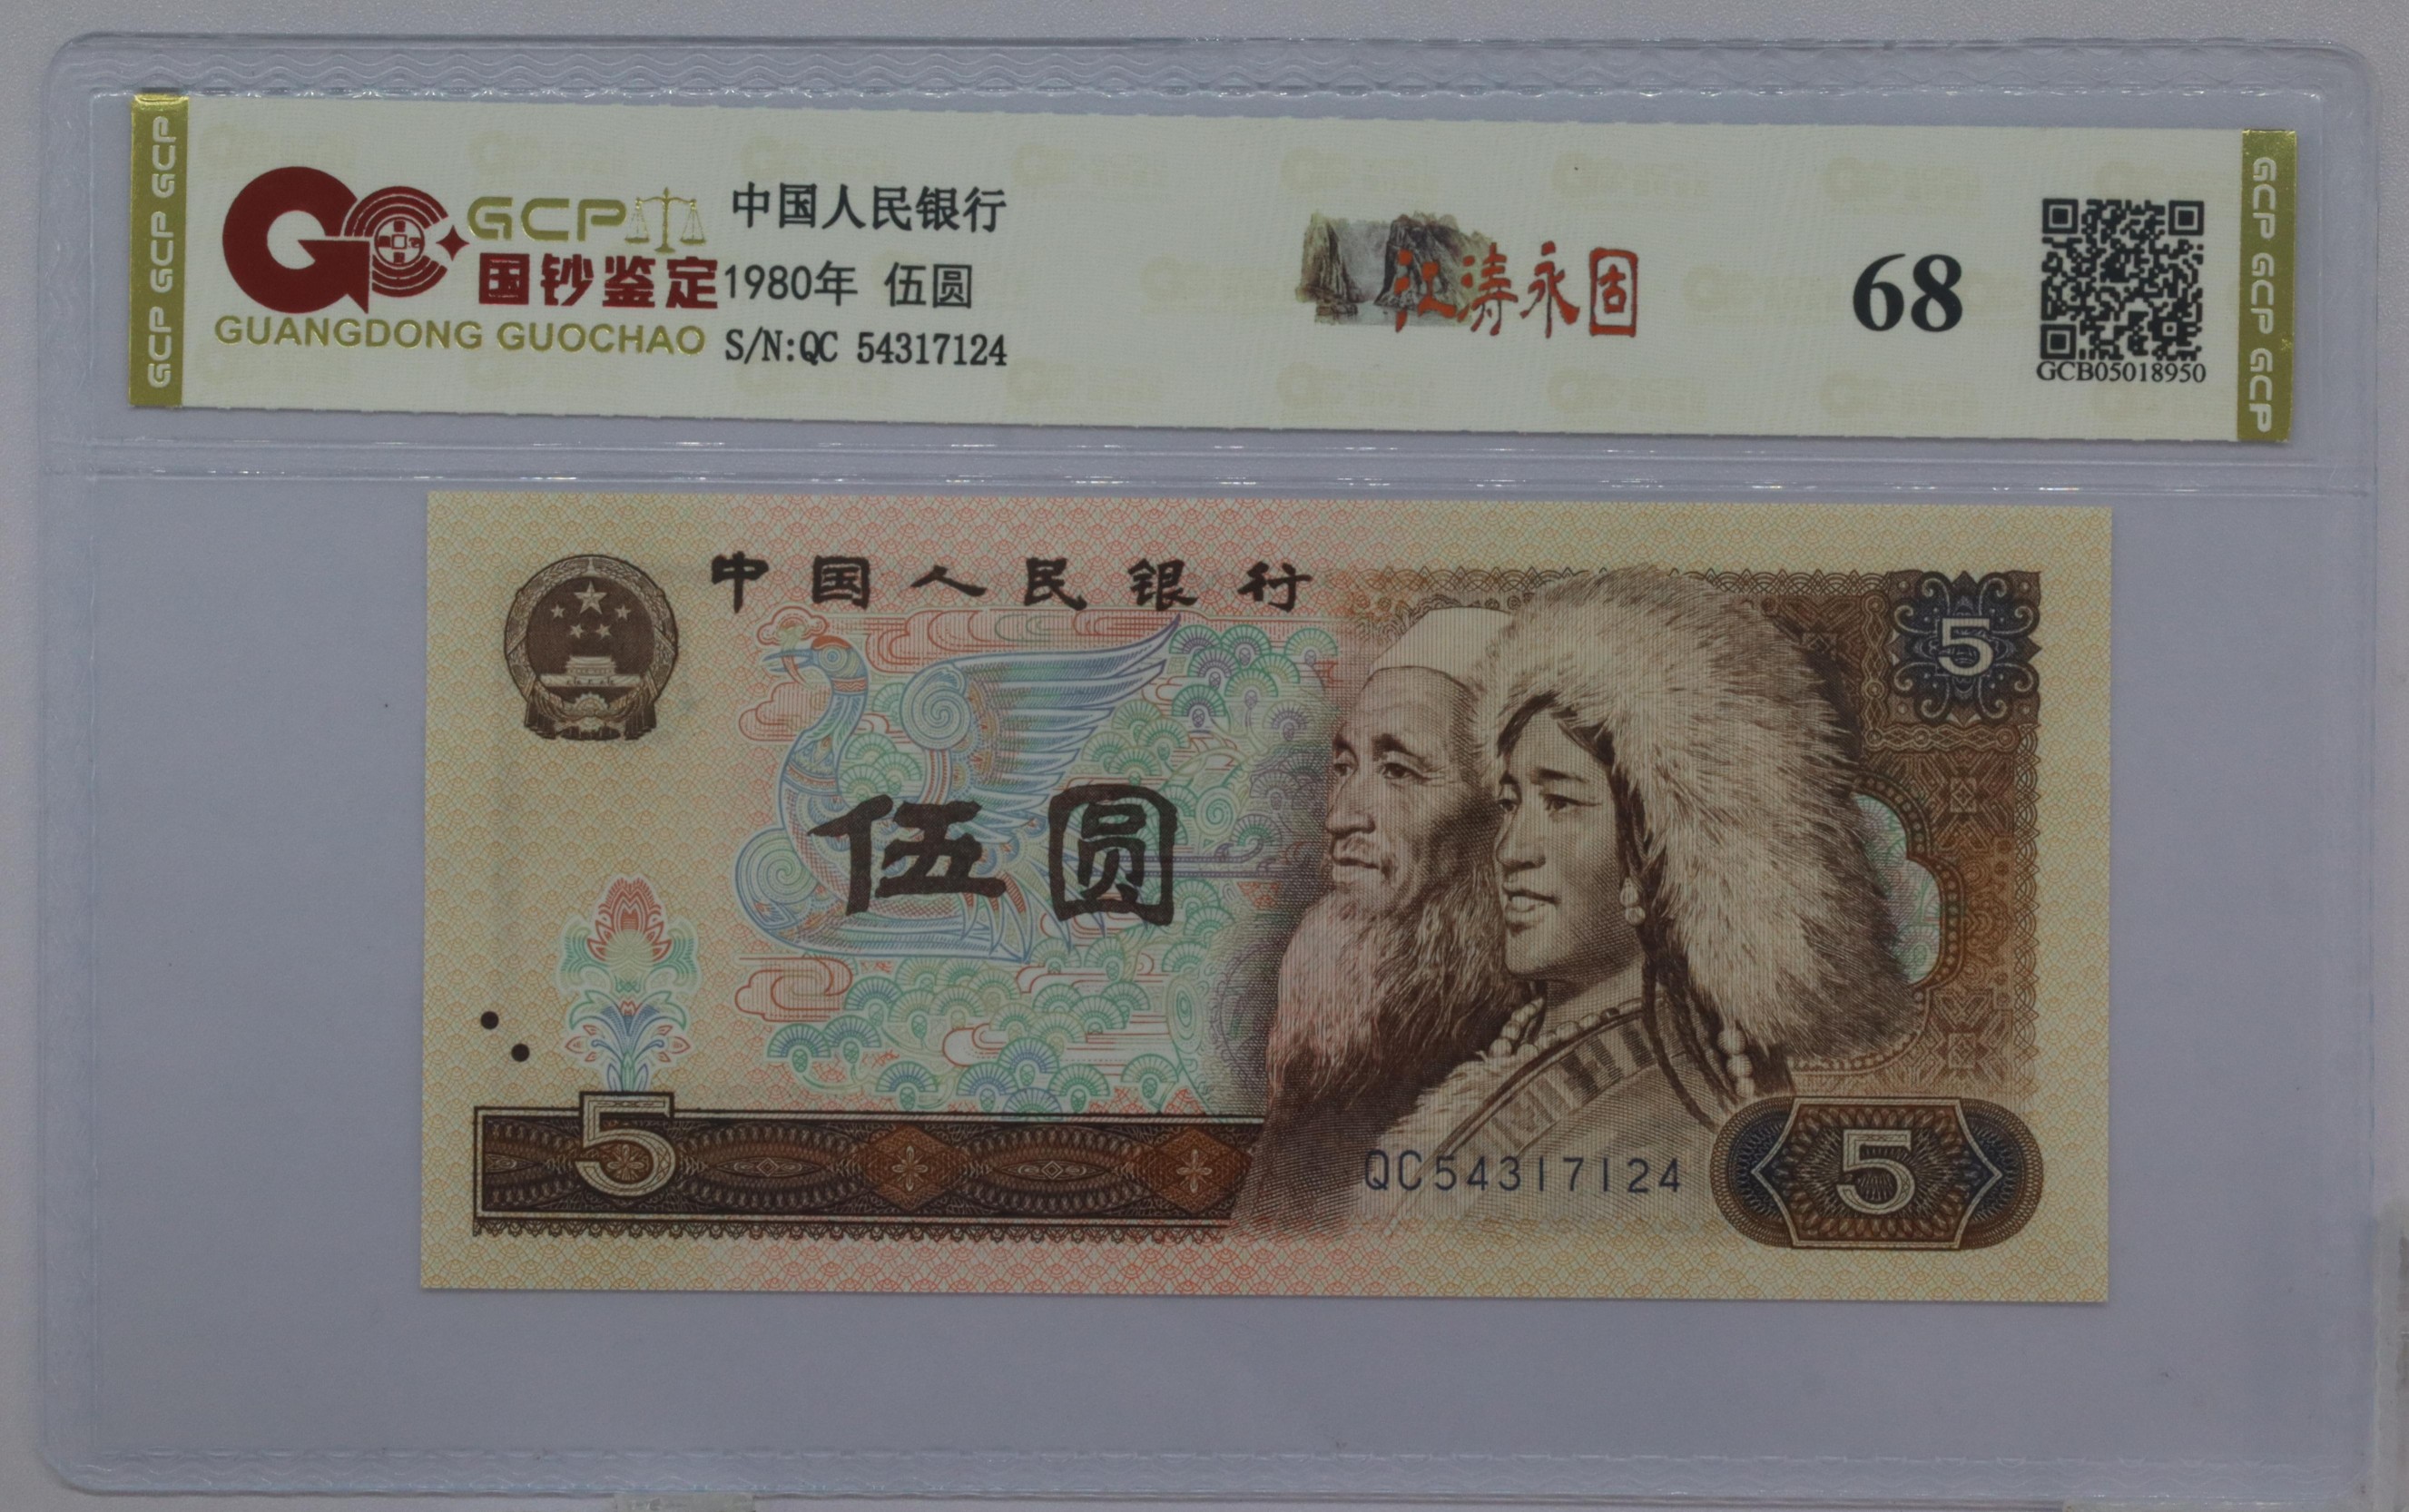 GCP GCP GCP
GCP
国钞鉴定
GUANGDONG GUOCHAO
中国人民银行
1980年 伍圆
S/N:QC 54317124
江涛永固
68
GCB05018950
GCP GCP GCP
中国人民银行
5
伍圆
5
QC54317124
5